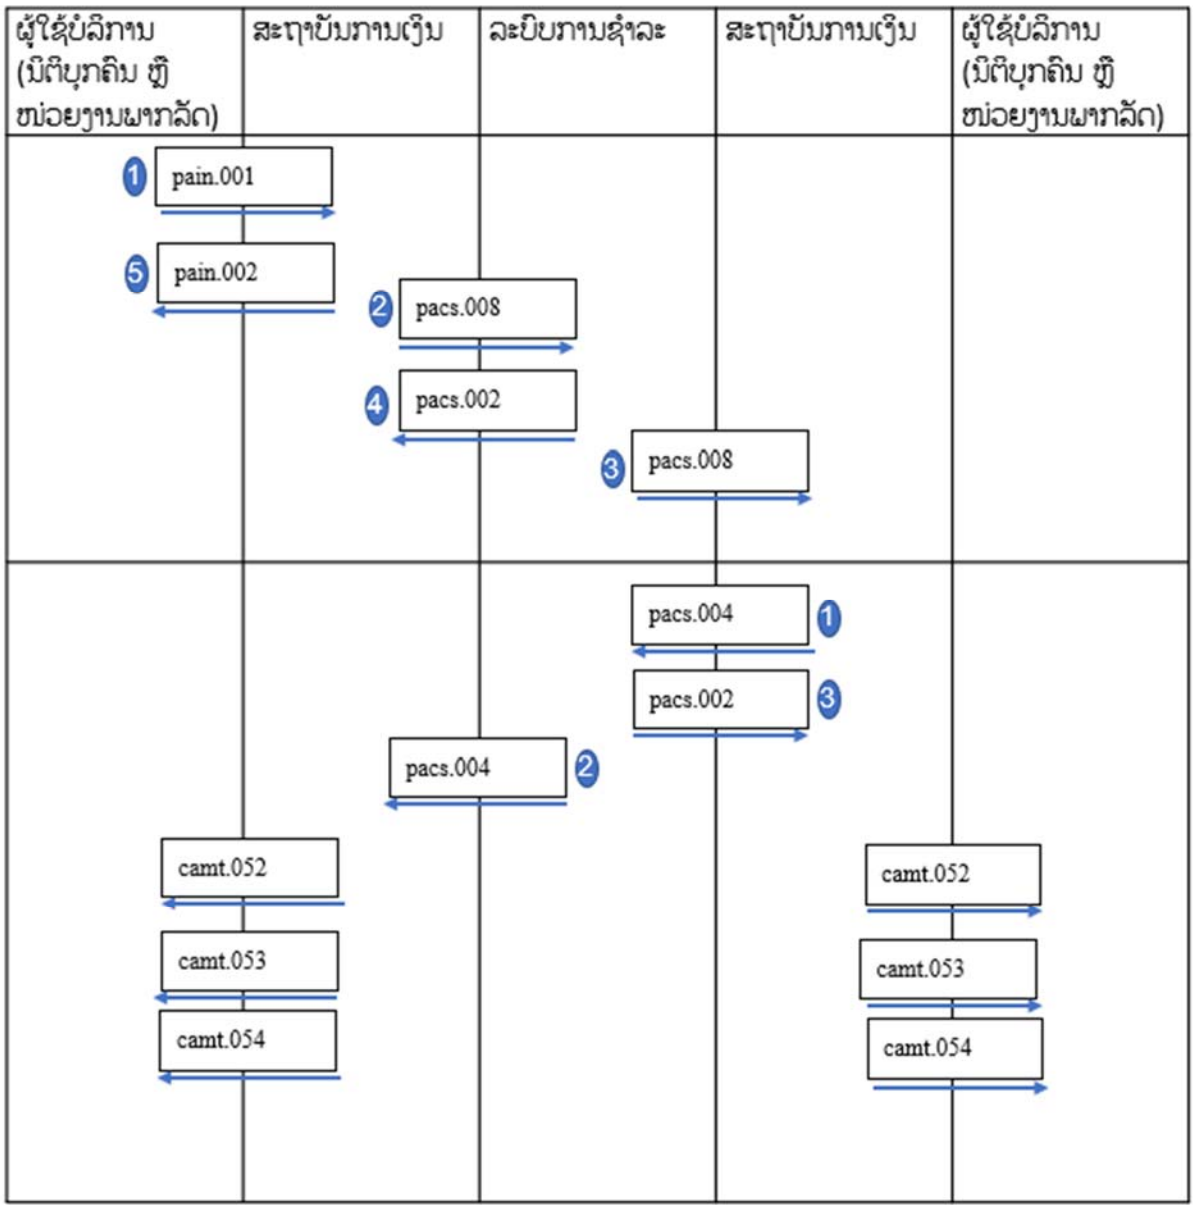 ຜູ້ໃຊ້ບໍລິການ
(ນິຕິບຸກຄົນ ຫຼື
ໜ່ວຍງານພາກລັດ)
ສະຖາບັນການເງິນ
ລະບົບການຊຳລະ
ສະຖາບັນການເງິນ
ຜູ້ໃຊ້ບໍລິການ
(ນິຕິບຸກຄົນ ຫຼື
ໜ່ວຍງານພາກລັດ)
1 pain.001
5 pain.002
2 pacs.008
4 pacs.002
3 pacs.008
pacs.004 1
pacs.002 3
pacs.004 2
camt.052
camt.052
camt.053
camt.053
camt.054
camt.054